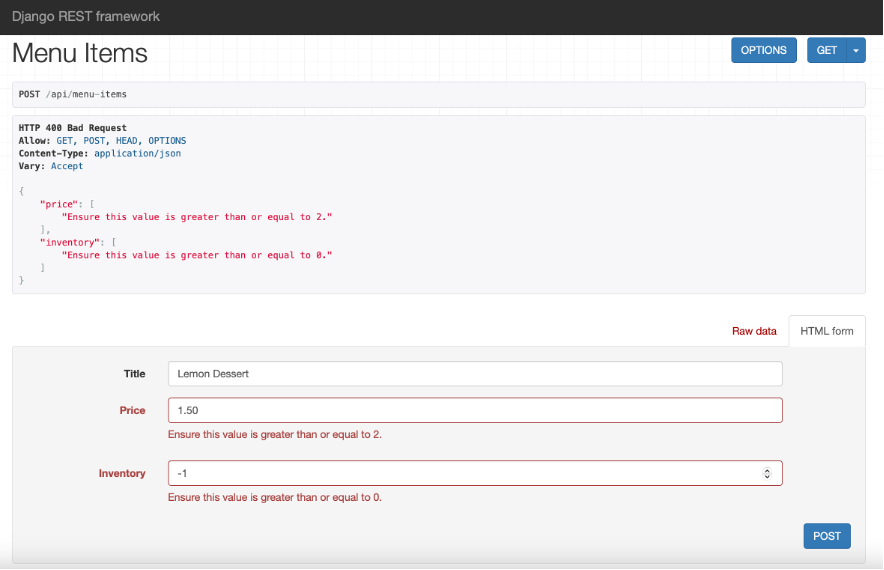 Django REST framework
Menu Items
OPTIONS
GET
POST /api/menu-items
HTTP 400 Bad Request
Allow: GET, POST, HEAD, OPTIONS
Content-Type: application/json
Vary: Accept
{
    "price": [
        "Ensure this value is greater than or equal to 2."
    ],
    "inventory": [
        "Ensure this value is greater than or equal to 0."
    ]
}
Raw data
HTML form
Title
Lemon Dessert
Price
1.50
Ensure this value is greater than or equal to 2.
Inventory
-1
Ensure this value is greater than or equal to 0.
POST